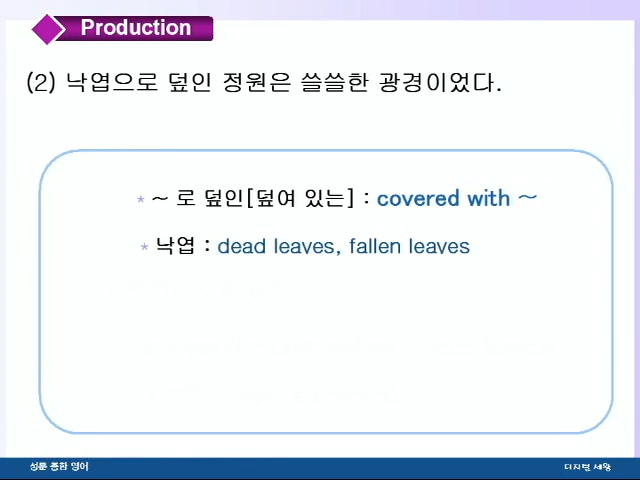 Production
(2) 낙엽으로 덮인 정원은 쓸쓸한 광경이었다.
* ~ 로 덮인[덮여 있는] : covered with ~
* 낙엽 : dead leaves, fallen leaves
성문 종합 영어
디지털 세왕